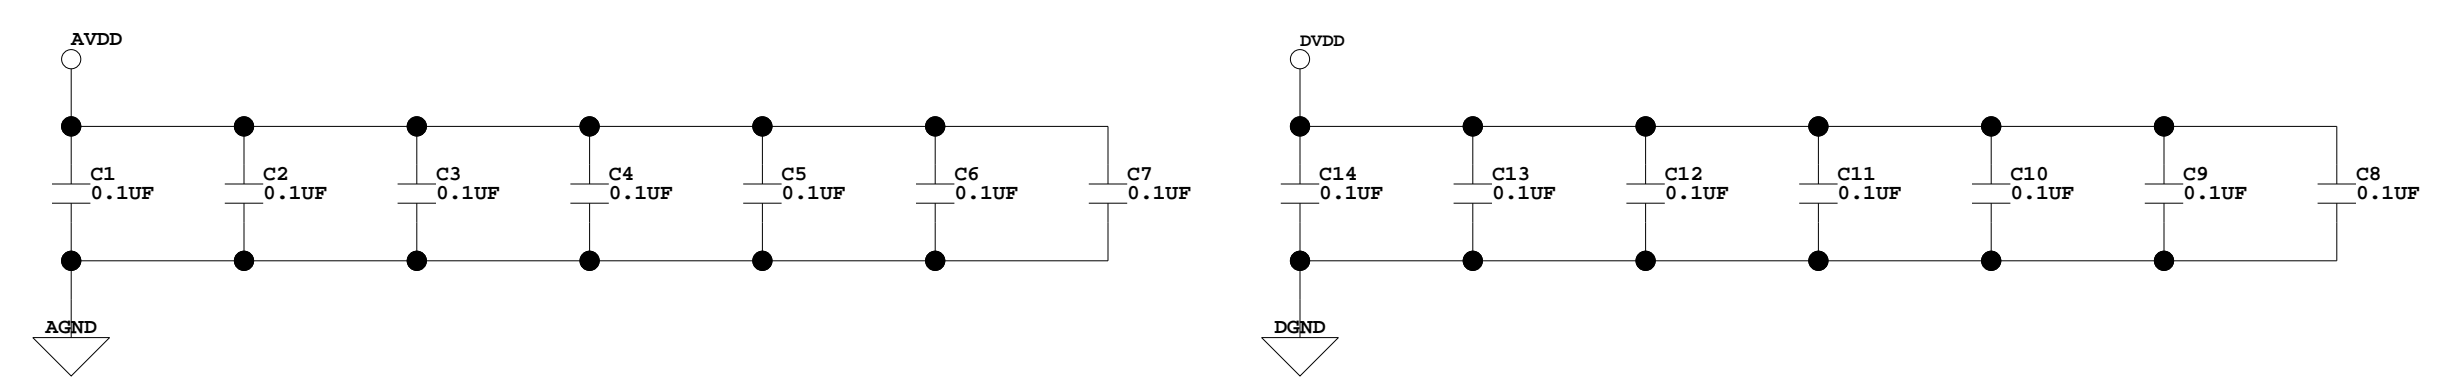 AVDD
DVDD
C1
0.1UF
C2
0.1UF
C3
0.1UF
C4
0.1UF
C5
0.1UF
C6
0.1UF
C7
0.1UF
C14
0.1UF
C13
0.1UF
C12
0.1UF
C11
0.1UF
C10
0.1UF
C9
0.1UF
C8
0.1UF
AGND
DGND